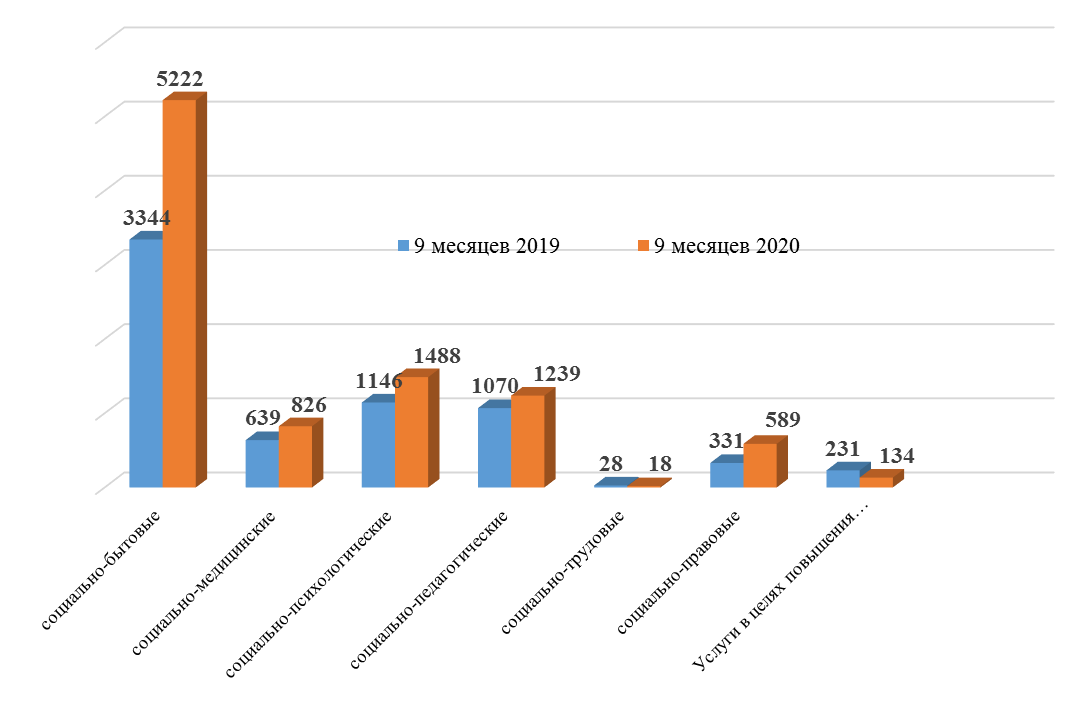 5222
3344
9 месяцев 2019
9 месяцев 2020
639
826
1146
1488
1070
1239
28
18
331
589
231
134
социально-бытовые
социально-медицинские
социально-психологические
социально-педагогические
социально-трудовые
социально-правовые
Услуги в целях повышения…